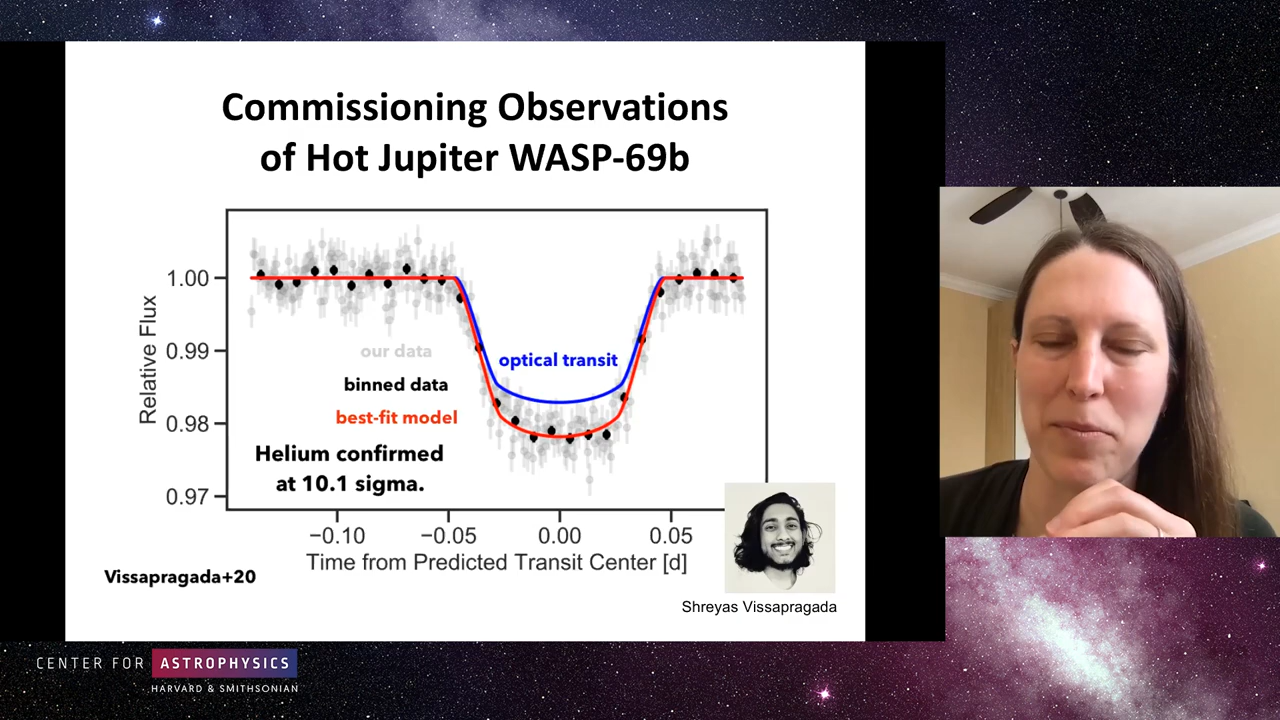 Commissioning Observations
of Hot Jupiter WASP-69b
Relative Flux
1.00
0.99
0.98
0.97
our data
binned data
best-fit model
optical transit
Helium confirmed
at 10.1 sigma.
−0.10
−0.05
0.00
0.05
Time from Predicted Transit Center [d]
Vissapragada+20
Shreyas Vissapragada
CENTER FOR ASTROPHYSICS
HARVARD & SMITHSONIAN